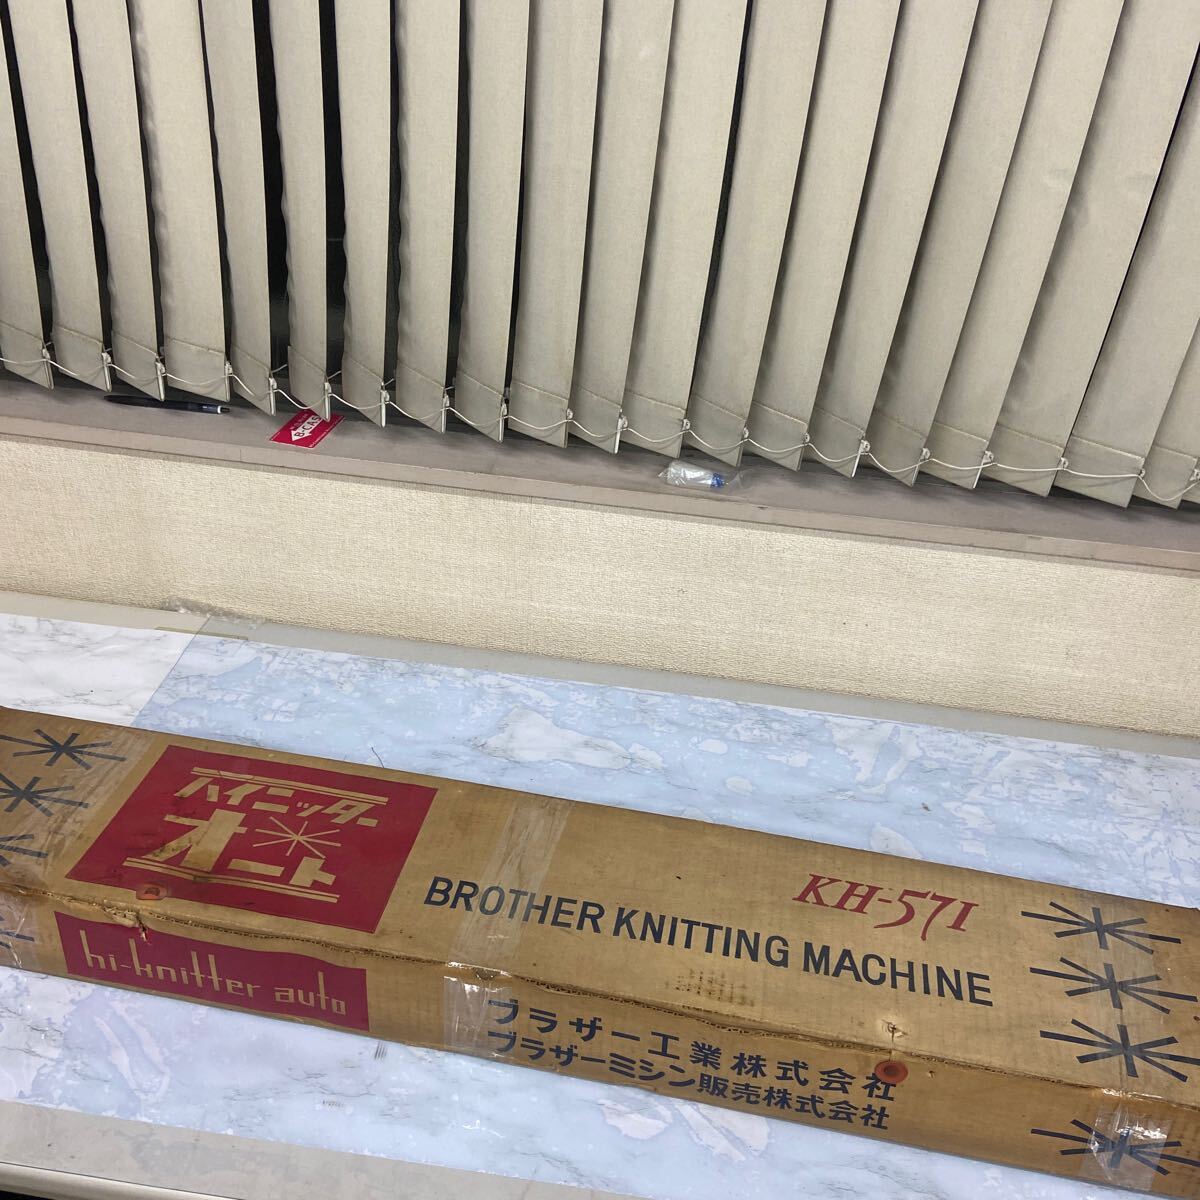 B-CAS
ハイニッター
オート
KH-571
BROTHER KNITTING MACHINE
hi-knitter auto
ブラザー工業株式会社
ブラザーミシン販売株式会社